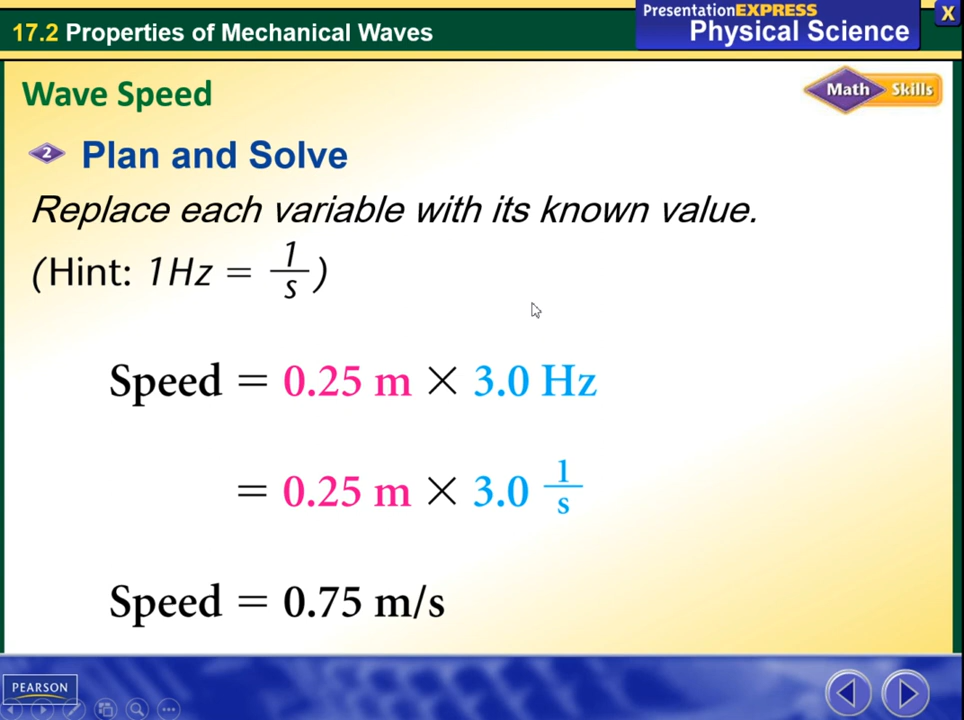 PresentationEXPRESS
X
17.2 Properties of Mechanical Waves
Physical Science
Wave Speed
Math Skills
2 Plan and Solve
Replace each variable with its known value.
(Hint: 1Hz = 1/s)
Speed = 0.25 m × 3.0 Hz
= 0.25 m × 3.0 1/s
Speed = 0.75 m/s
PEARSON